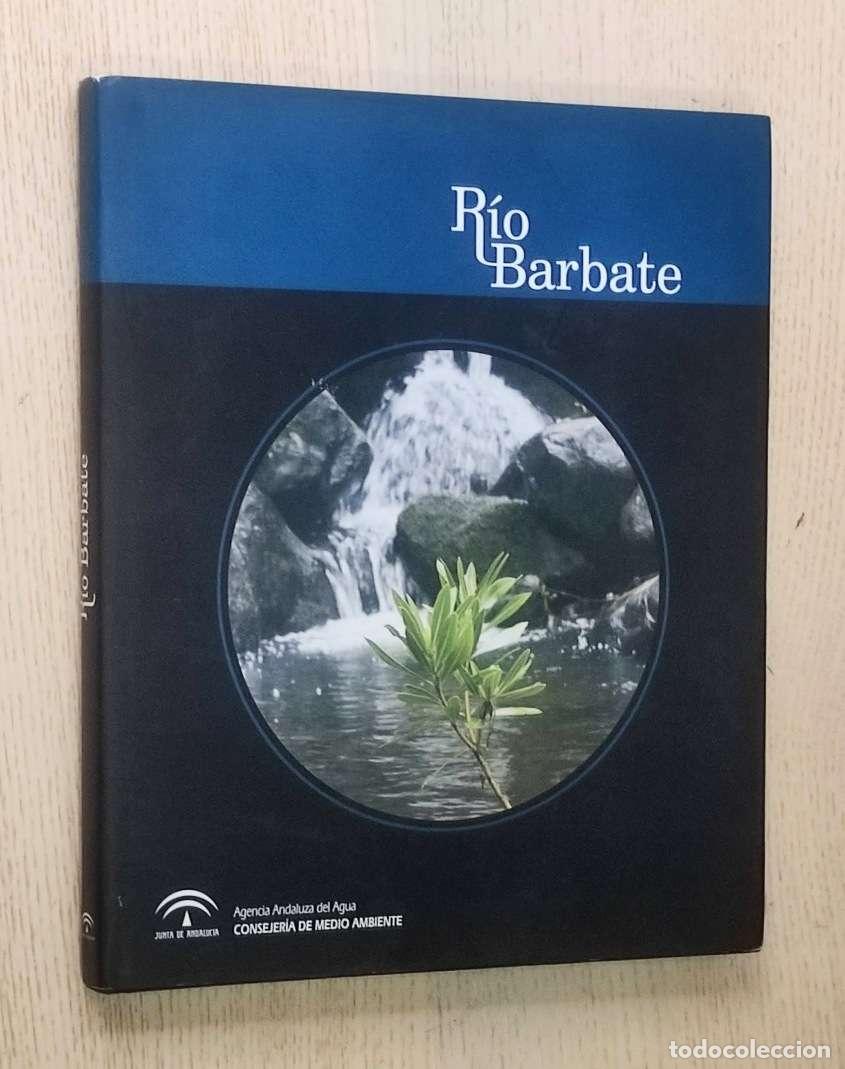 Río
Barbate
Río Barbate
JUNTA DE ANDALUCIA
Agencia Andaluza del Agua
CONSEJERÍA DE MEDIO AMBIENTE
todocoleccion